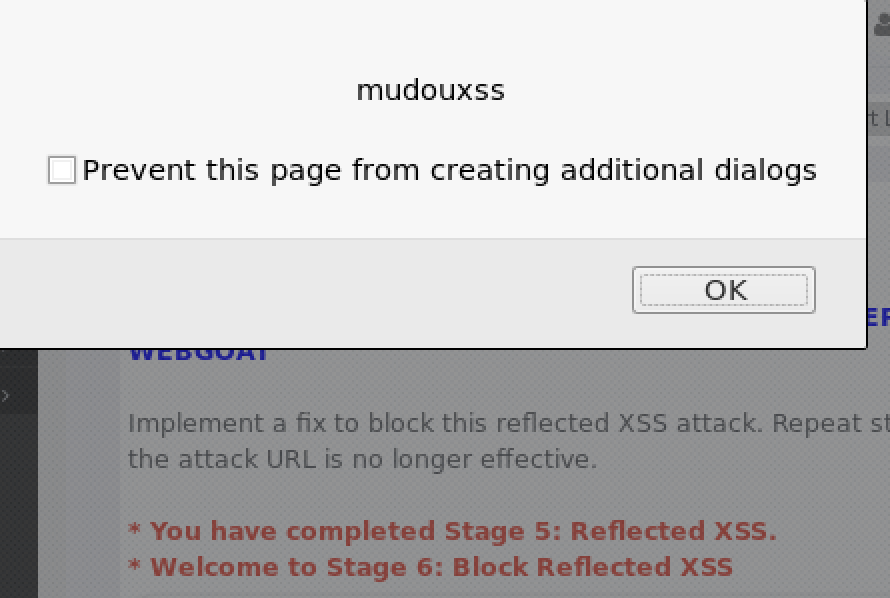 mudouxss
Prevent this page from creating additional dialogs
OK
WEBGOAT
Implement a fix to block this reflected XSS attack. Repeat
the attack URL is no longer effective.
* You have completed Stage 5: Reflected XSS.
* Welcome to Stage 6: Block Reflected XSS